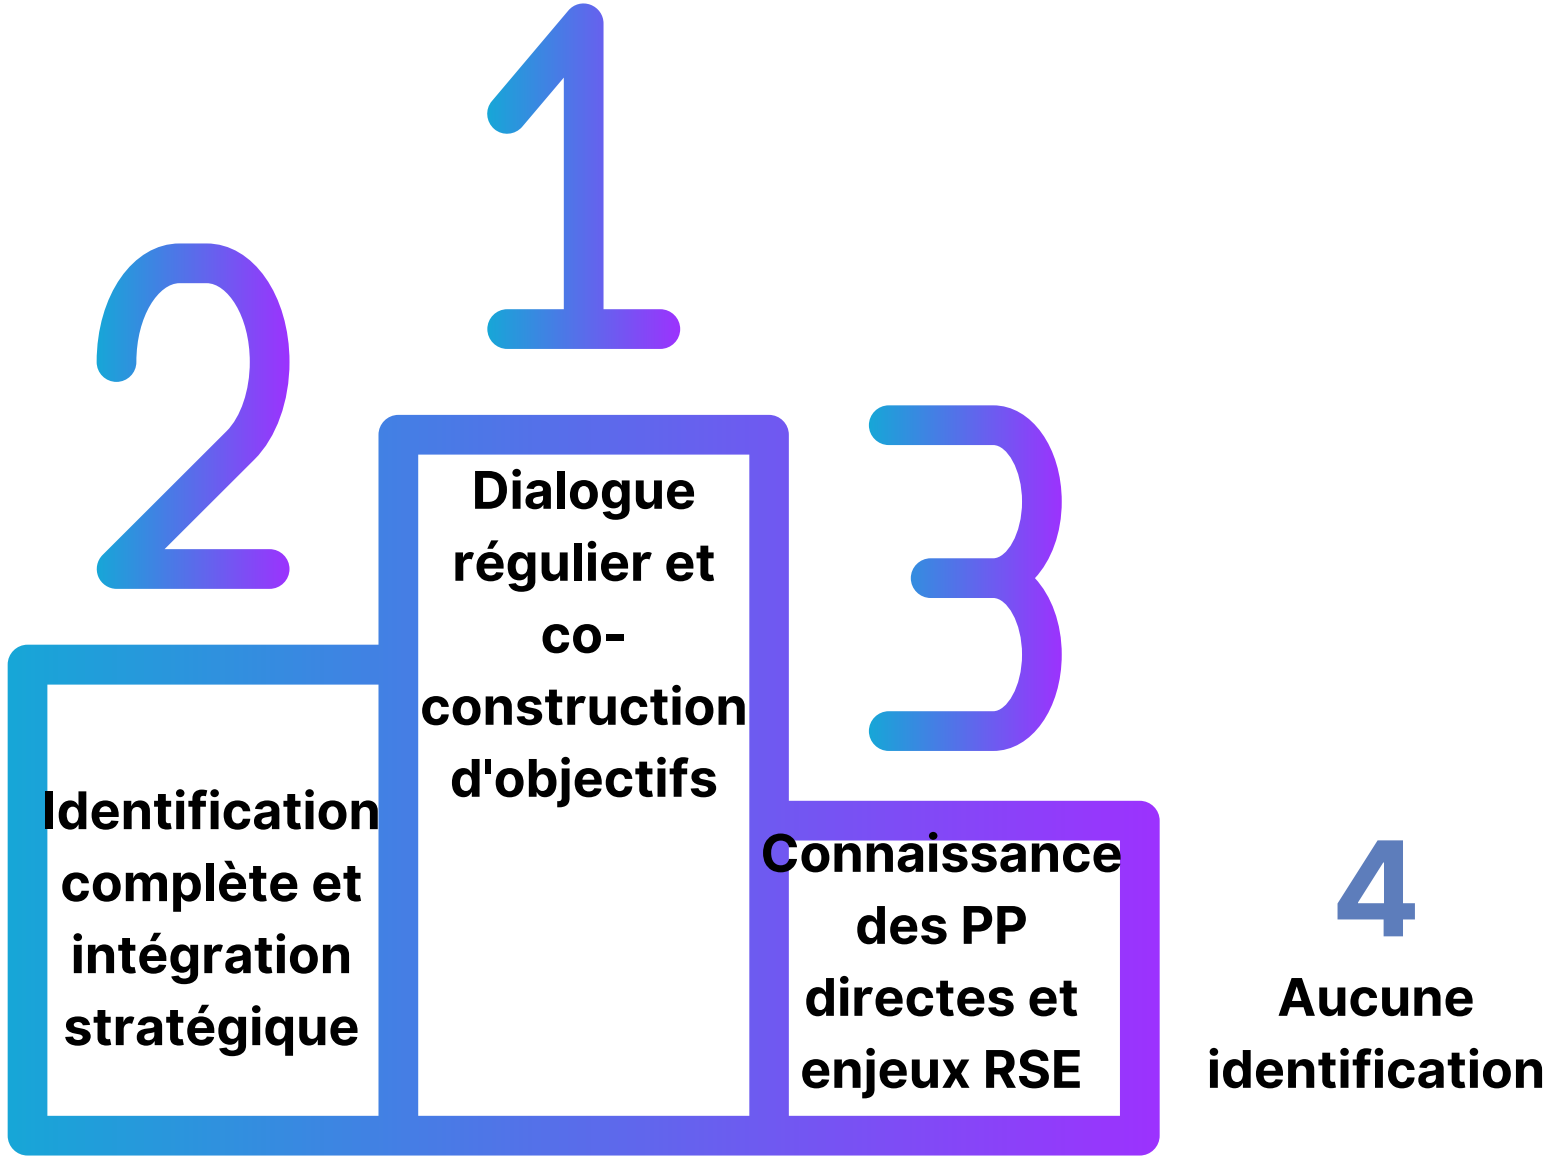 1
Dialogue
régulier et
co-
construction
d'objectifs
2
Identification
complète et
intégration
stratégique
3
Connaissance
des PP
directes et
enjeux RSE
4
Aucune
identification